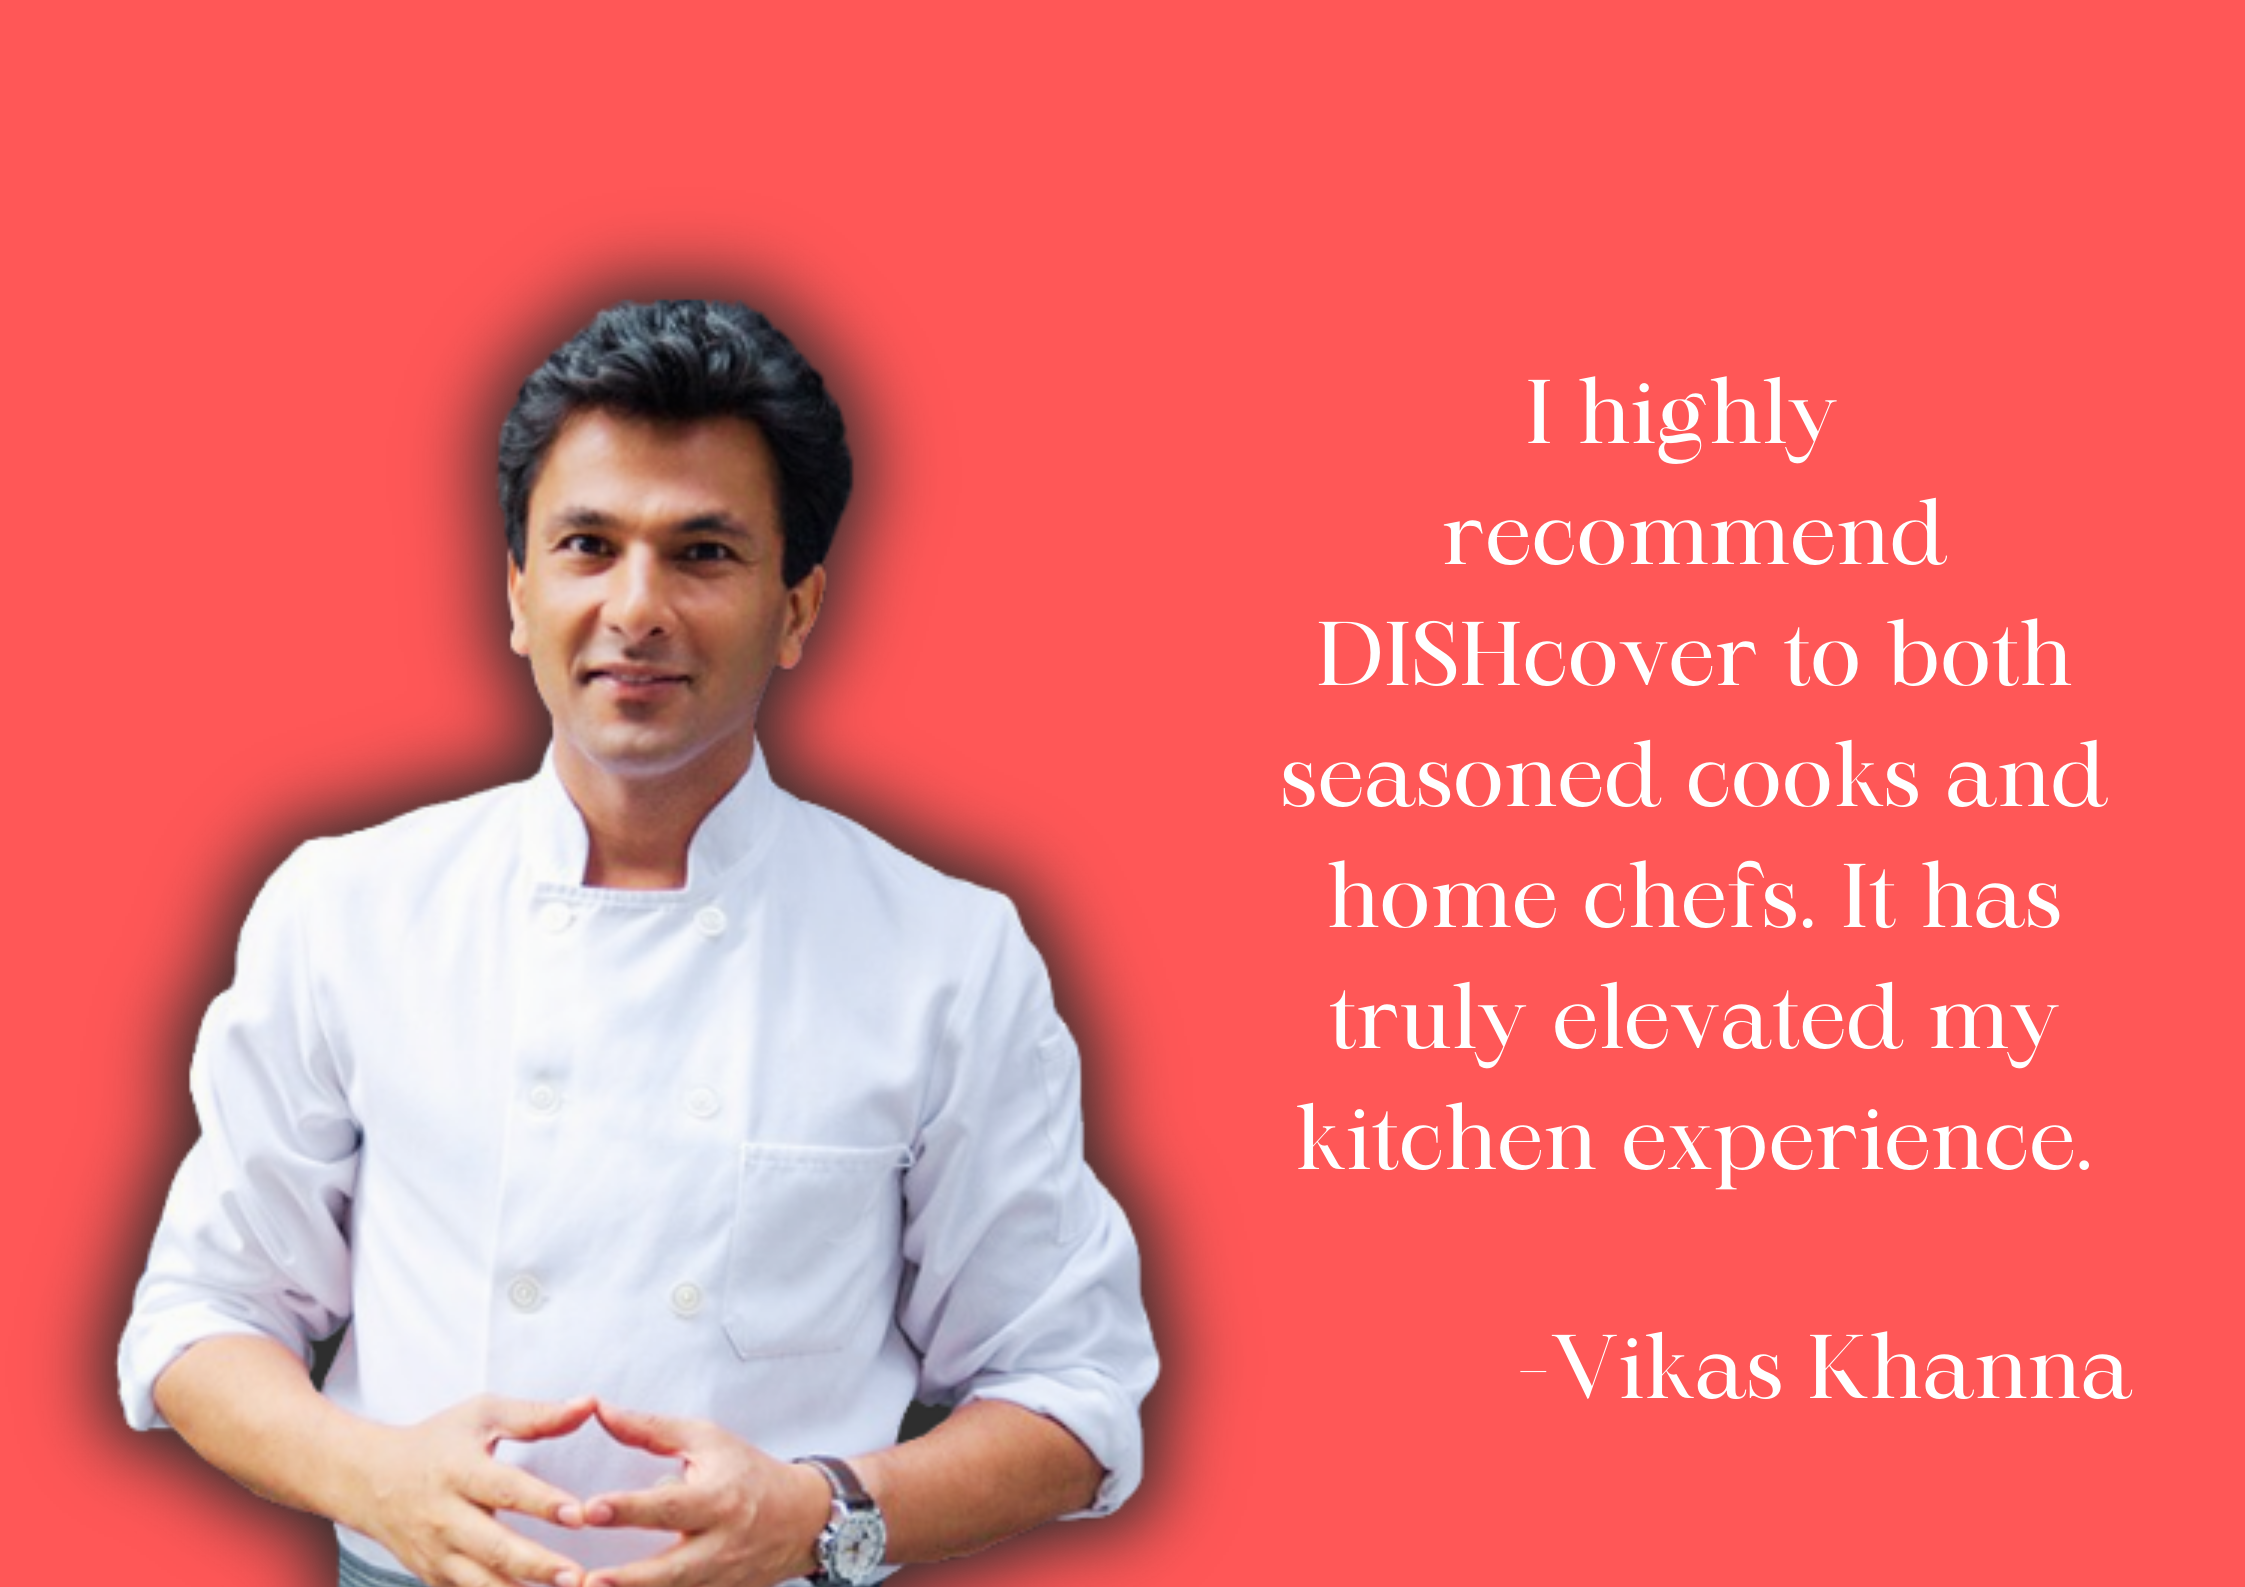 I highly
recommend
DISHcover to both
seasoned cooks and
home chefs. It has
truly elevated my
kitchen experience.
-Vikas Khanna